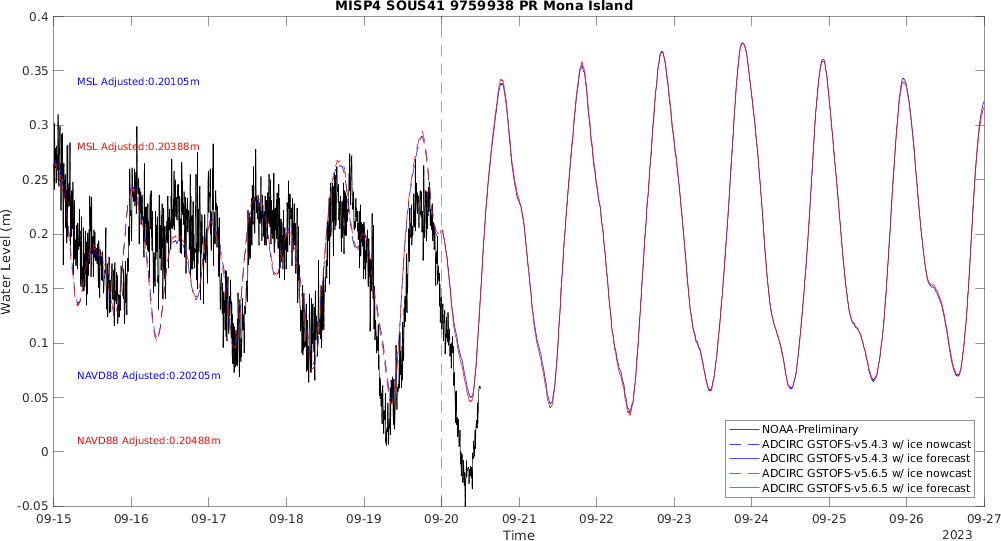 MISP4 SOUS41 9759938 PR Mona Island
0.4
0.35
0.3
0.25
0.2
0.15
0.1
0.05
0
-0.05
Water Level (m)
MSL Adjusted:0.20105m
MSL Adjusted:0.20388m
NAVD88 Adjusted:0.20205m
NAVD88 Adjusted:0.20488m
NOAA-Preliminary
ADCIRC GSTOFS-v5.4.3 w/ ice nowcast
ADCIRC GSTOFS-v5.4.3 w/ ice forecast
ADCIRC GSTOFS-v5.6.5 w/ ice nowcast
ADCIRC GSTOFS-v5.6.5 w/ ice forecast
09-15 09-16 09-17 09-18 09-19 09-20 09-21 09-22 09-23 09-24 09-25 09-26 09-27
Time
2023